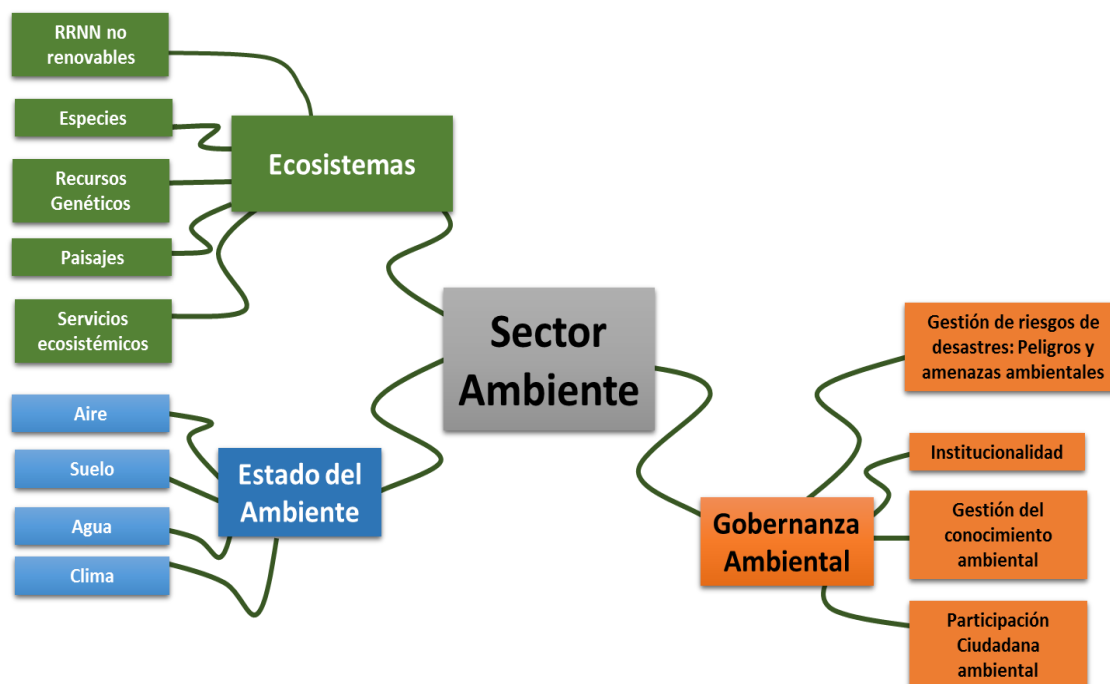 RRNN no
renovables
Especies
Recursos
Genéticos
Paisajes
Servicios
ecosistémicos
Ecosistemas
Sector
Ambiente
Aire
Suelo
Agua
Clima
Estado del
Ambiente
Gobernanza
Ambiental
Gestión de riesgos de
desastres: Peligros y
amenazas ambientales
Institucionalidad
Gestión del
conocimiento
ambiental
Participación
Ciudadana
ambiental